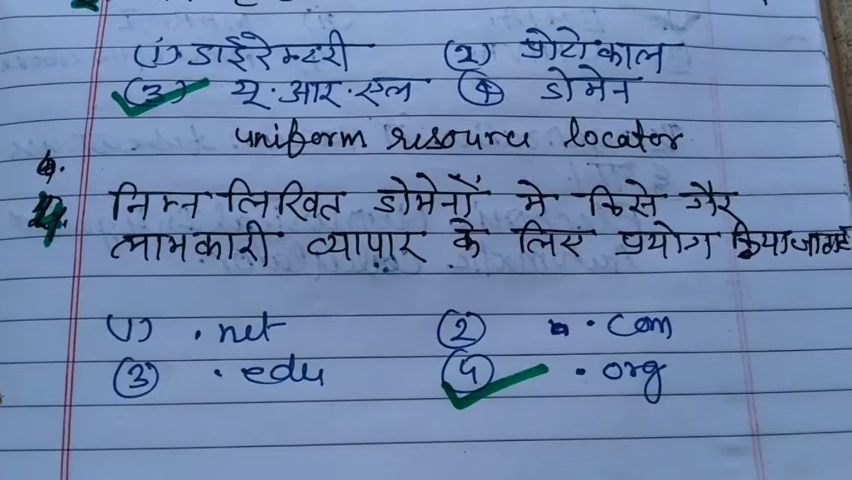 (1) डाईरेक्टरी (2) प्रोटोकाल
(3) यू.आर.एल (4) डोमेन
uniform resource locator
4.
निम्न लिखित डोमेनों मे किसे गैर
लाभकारी व्यापार के लिए प्रयोग किया जाता है
(1) .net (2) .com
(3) .edu (4) .org